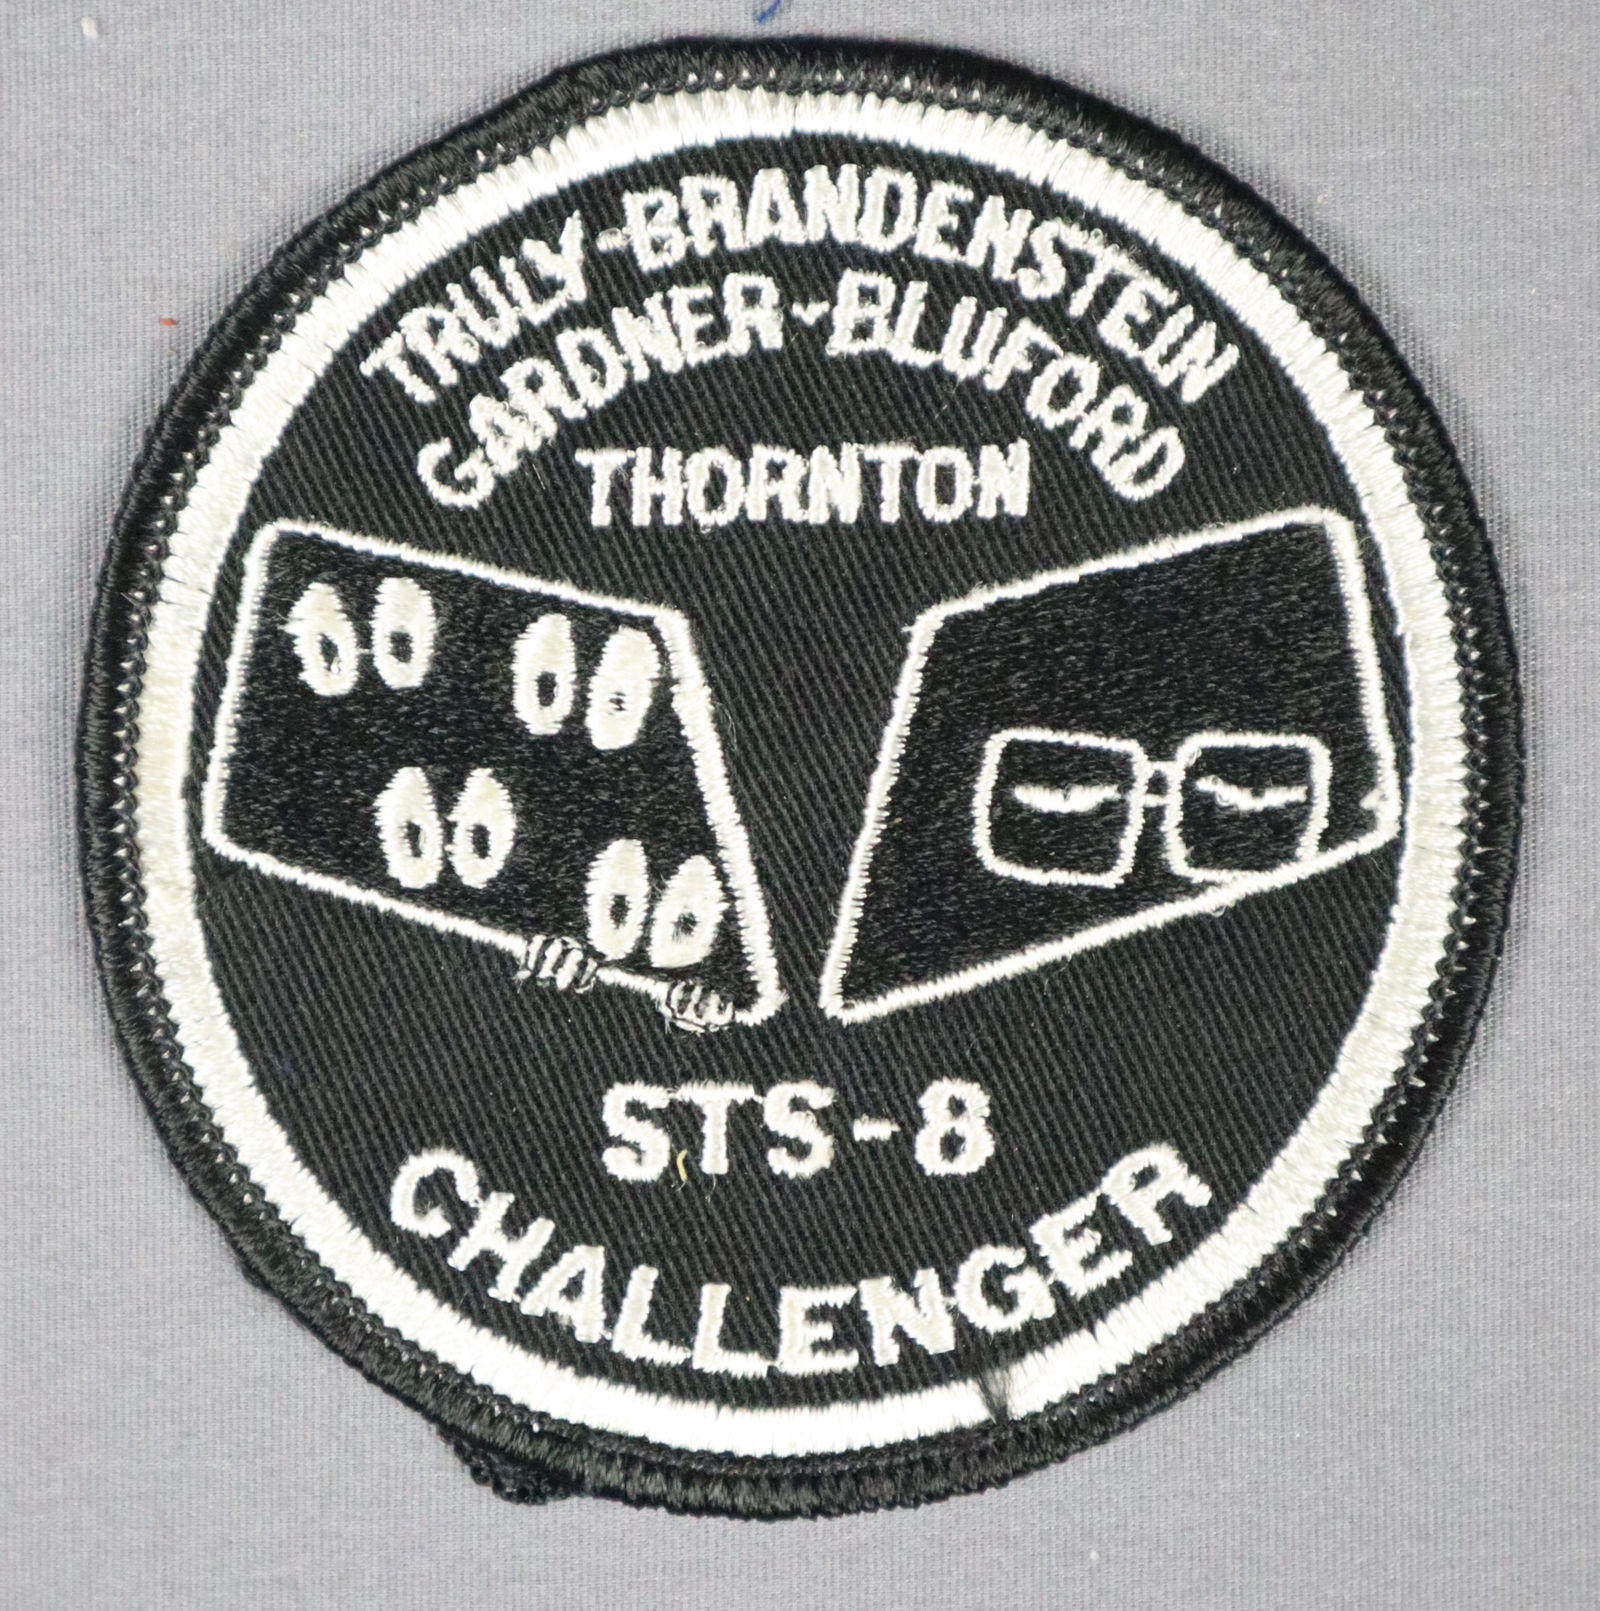 TRULY-BRANDENSTEIN
GARDNER-BLUFORD
THORNTON
STS-8
CHALLENGER